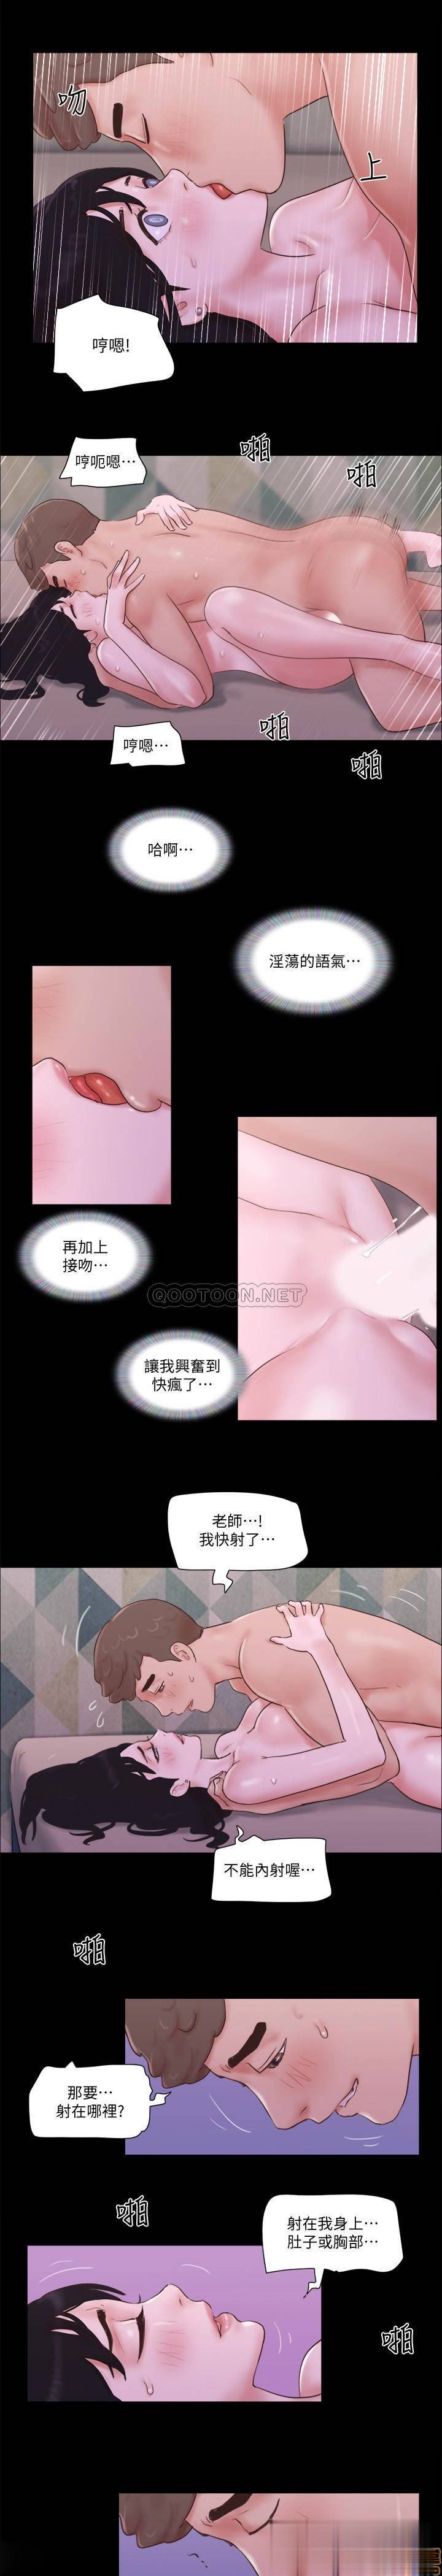 吻
上
哼嗯!
啪
哼呃嗯…
啪
啪
哼嗯…
啪
哈啊…
淫蕩的語氣…
再加上
接吻…
QOOTOON.NET
讓我興奮到
快瘋了…
老師…!
我快射了…
不能內射喔…
啪
那要…
射在哪裡?
啪
射在我身上…
肚子或胸部…
啪